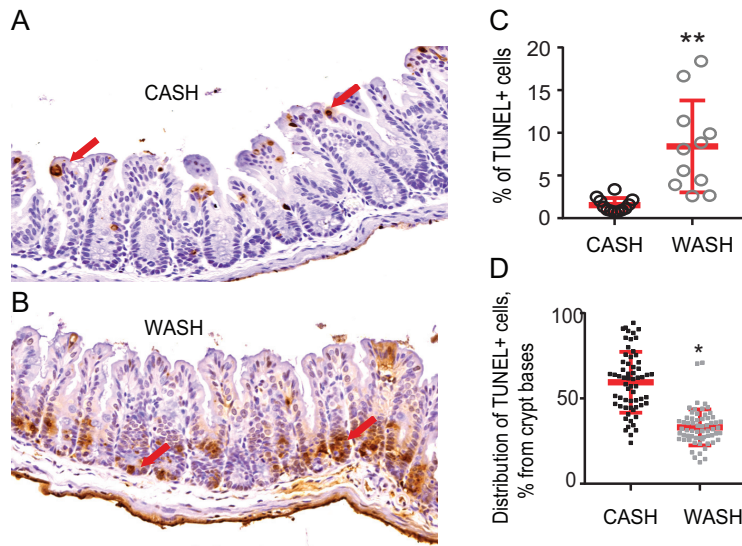 A
CASH
B
WASH
C
% of TUNEL+ cells
20
15
10
5
0
**
CASH WASH
D
Distribution of TUNEL+ cells,
% from crypt bases
100
50
0
*
CASH WASH